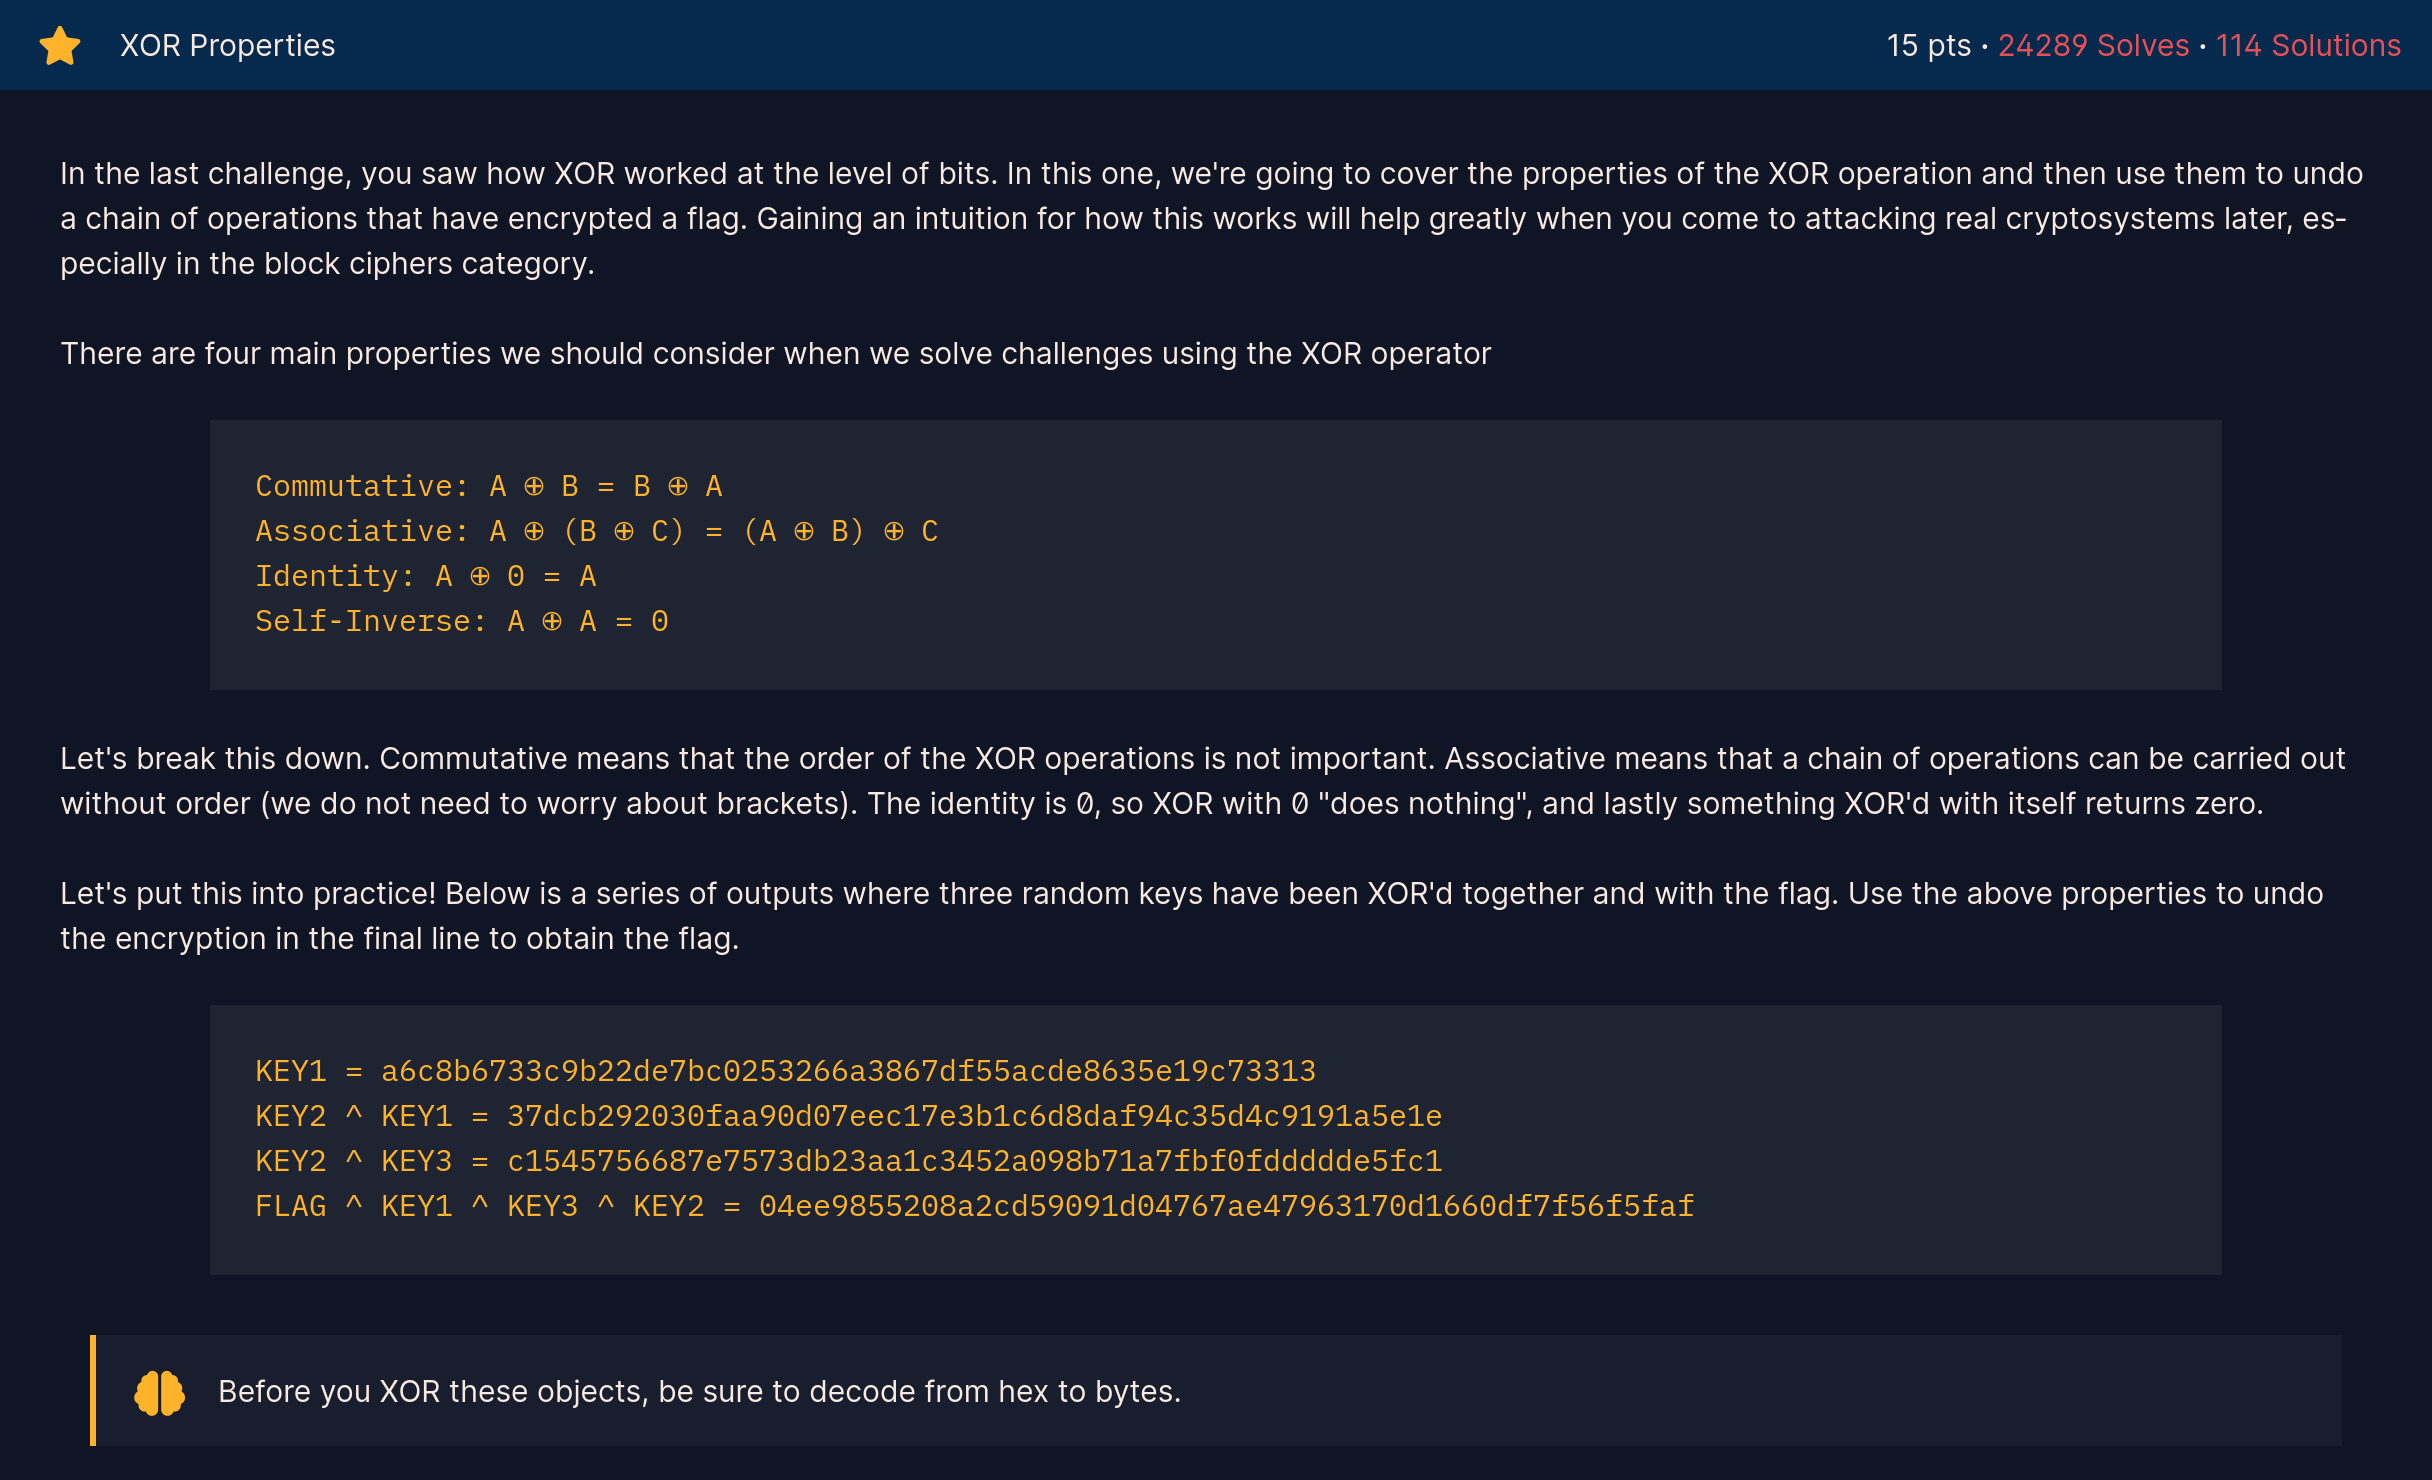 XOR Properties
15 pts · 24289 Solves · 114 Solutions
In the last challenge, you saw how XOR worked at the level of bits. In this one, we're going to cover the properties of the XOR operation and then use them to undo
a chain of operations that have encrypted a flag. Gaining an intuition for how this works will help greatly when you come to attacking real cryptosystems later, es-
pecially in the block ciphers category.
There are four main properties we should consider when we solve challenges using the XOR operator
Commutative: A ⊕ B = B ⊕ A
Associative: A ⊕ (B ⊕ C) = (A ⊕ B) ⊕ C
Identity: A ⊕ 0 = A
Self-Inverse: A ⊕ A = 0
Let's break this down. Commutative means that the order of the XOR operations is not important. Associative means that a chain of operations can be carried out
without order (we do not need to worry about brackets). The identity is 0, so XOR with 0 "does nothing", and lastly something XOR'd with itself returns zero.
Let's put this into practice! Below is a series of outputs where three random keys have been XOR'd together and with the flag. Use the above properties to undo
the encryption in the final line to obtain the flag.
KEY1 = a6c8b6733c9b22de7bc0253266a3867df55acde8635e19c73313
KEY2 ^ KEY1 = 37dcb292030faa90d07eec17e3b1c6d8daf94c35d4c9191a5e1e
KEY2 ^ KEY3 = c1545756687e7573db23aa1c3452a098b71a7fbf0fddddde5fc1
FLAG ^ KEY1 ^ KEY3 ^ KEY2 = 04ee9855208a2cd59091d04767ae47963170d1660df7f56f5faf
Before you XOR these objects, be sure to decode from hex to bytes.